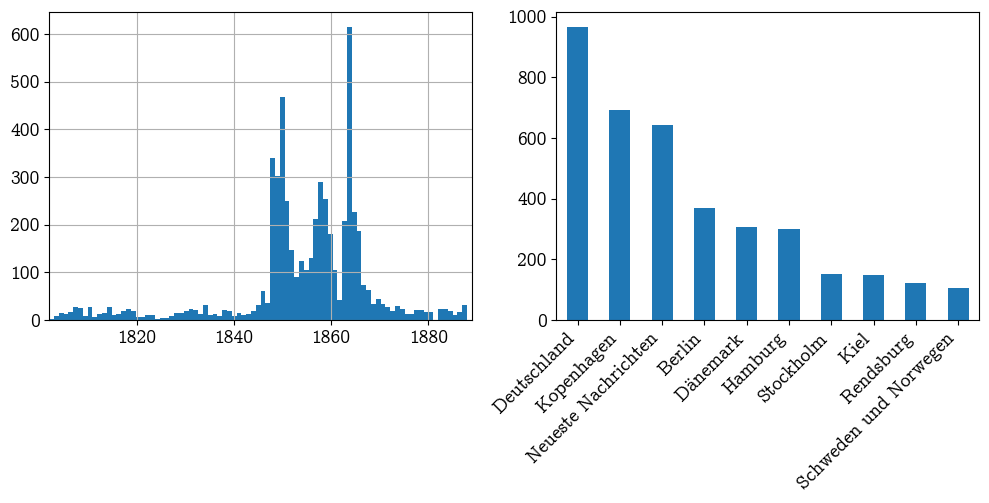 600
500
400
300
200
100
0
1820 1840 1860 1880
1000
800
600
400
200
0
Deutschland
Kopenhagen
Neueste Nachrichten
Berlin
Dänemark
Hamburg
Stockholm
Kiel
Rendsburg
Schweden und Norwegen